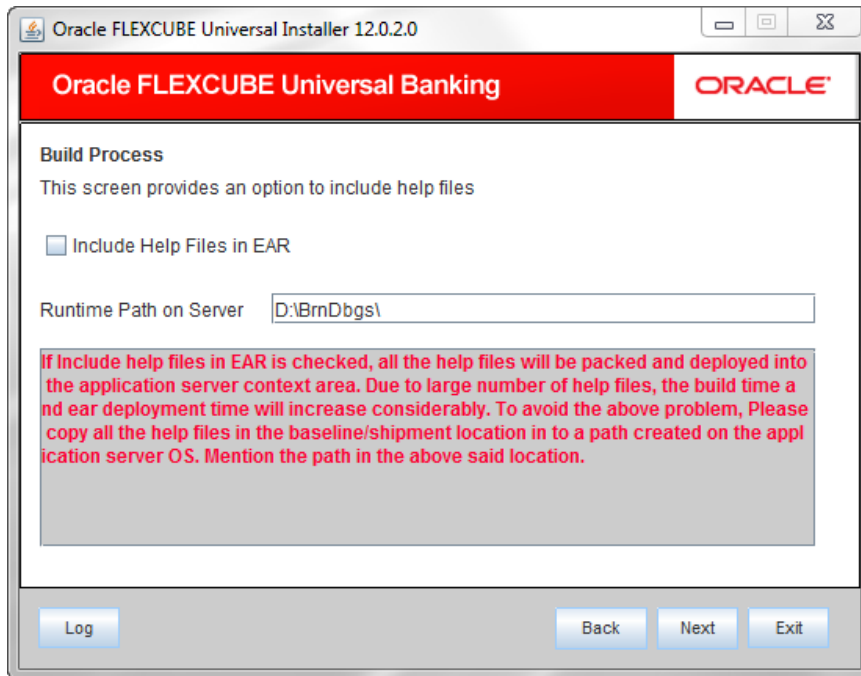 Oracle FLEXCUBE Universal Installer 12.0.2.0
Oracle FLEXCUBE Universal Banking
ORACLE
Build Process
This screen provides an option to include help files
Include Help Files in EAR
Runtime Path on Server D:\BrnDbgs\
If Include help files in EAR is checked, all the help files will be packed and deployed into
the application server context area. Due to large number of help files, the build time a
nd ear deployment time will increase considerably. To avoid the above problem, Please
copy all the help files in the baseline/shipment location in to a path created on the appl
ication server OS. Mention the path in the above said location.
Log Back Next Exit